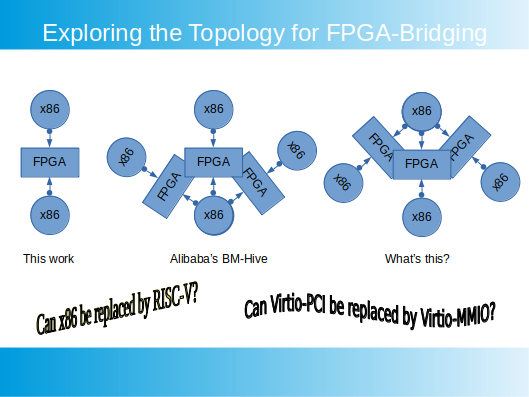 Exploring the Topology for FPGA-Bridging
x86
FPGA
x86
This work
x86
x86
x86
FPGA
FPGA
FPGA
x86
Alibaba's BM-Hive
x86
FPGA
FPGA
FPGA
x86
x86
x86
What's this?
Can x86 be replaced by RISC-V?
Can Virtio-PCI be replaced by Virtio-MMIO?